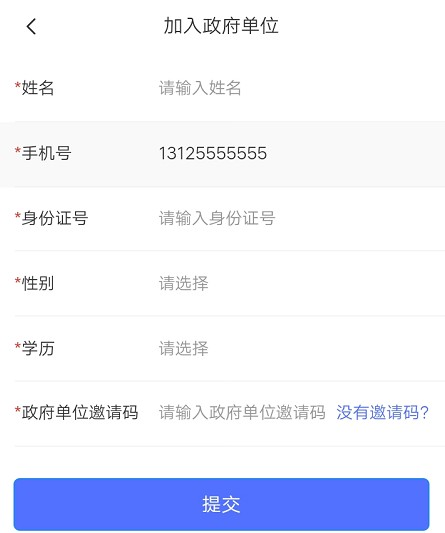 加入政府单位
*姓名 请输入姓名
*手机号 13125555555
*身份证号 请输入身份证号
*性别 请选择
*学历 请选择
*政府单位邀请码 请输入政府单位邀请码 没有邀请码?
提交